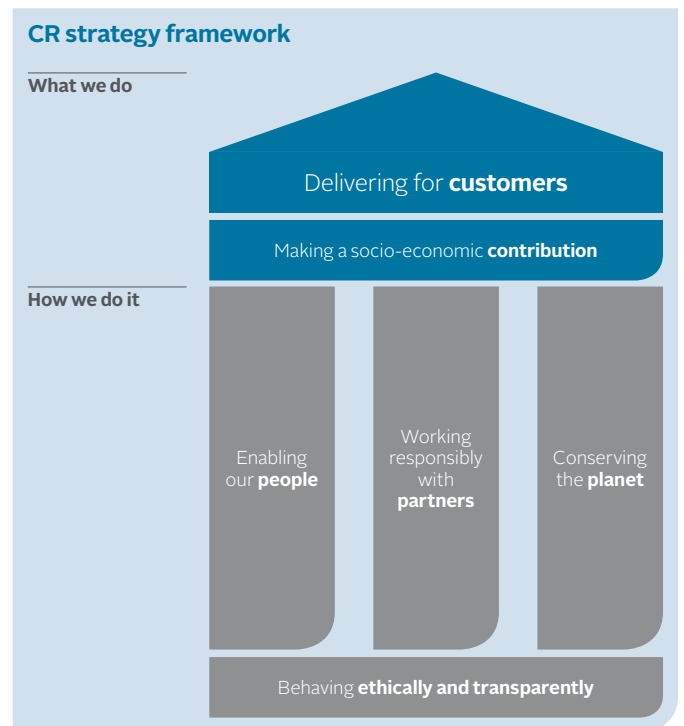 CR strategy framework
What we do
Delivering for customers
Making a socio-economic contribution
How we do it
Enabling
our people
Working
responsibly
with
partners
Conserving
the planet
Behaving ethically and transparently